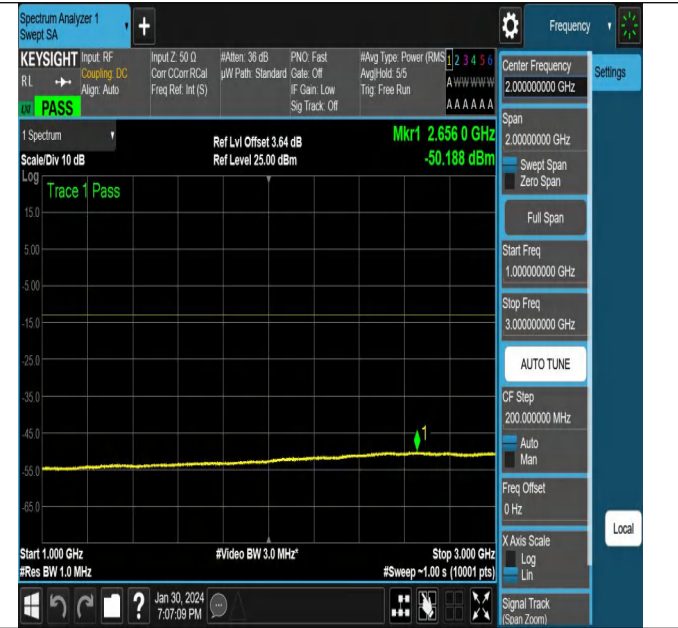 Spectrum Analyzer 1
Swept SA
+
Frequency
KEYSIGHT
Input: RF
Coupling: DC
Align: Auto
Input Z: 50 Ω
Corr CCorr RCal
Freq Ref: Int (S)
#Atten: 36 dB
µW Path: Standard
PNO: Fast
Gate: Off
IF Gain: Low
Sig Track: Off
#Avg Type: Power (RMS
Avg|Hold: 5/5
Trig: Free Run
1 2 3 4 5 6
A W W W W W
A A A A A A
R L
LXI PASS
Center Frequency
2.000000000 GHz
Settings
Span
2.00000000 GHz
Swept Span
Zero Span
Full Span
Start Freq
1.000000000 GHz
Stop Freq
3.000000000 GHz
AUTO TUNE
CF Step
200.000000 MHz
Auto
Man
Freq Offset
0 Hz
X Axis Scale
Log
Lin
Signal Track
(Span Zoom)
Local
1 Spectrum
Scale/Div 10 dB
Log
Ref Lvl Offset 3.64 dB
Ref Level 25.00 dBm
Mkr1 2.656 0 GHz
-50.188 dBm
Trace 1 Pass
15.0
5.00
-5.00
-15.0
-25.0
-35.0
-45.0
-55.0
-65.0
1
Start 1.000 GHz
#Res BW 1.0 MHz
#Video BW 3.0 MHz*
Stop 3.000 GHz
#Sweep ~1.00 s (10001 pts)
?
Jan 30, 2024
7:07:09 PM